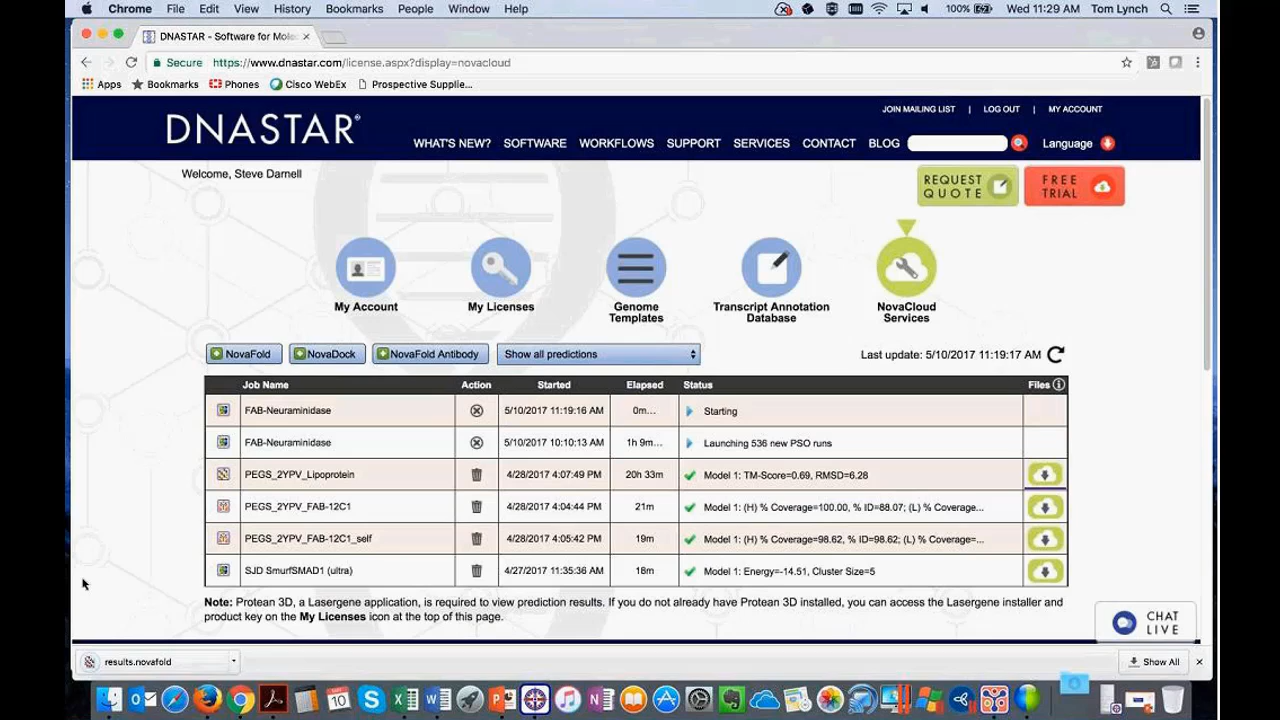 Chrome File Edit View History Bookmarks People Window Help 100% Wed 11:29 AM Tom Lynch
DNASTAR - Software for Mole
Secure https://www.dnastar.com/license.aspx?display=novacloud
Apps Bookmarks Phones Cisco WebEx Prospective Supplie...
JOIN MAILING LIST | LOG OUT | MY ACCOUNT
DNASTAR®
WHAT'S NEW? SOFTWARE WORKFLOWS SUPPORT SERVICES CONTACT BLOG Language
Welcome, Steve Darnell
REQUEST QUOTE
FREE TRIAL
My Account
My Licenses
Genome Templates
Transcript Annotation Database
NovaCloud Services
NovaFold NovaDock NovaFold Antibody Show all predictions Last update: 5/10/2017 11:19:17 AM
Job Name Action Started Elapsed Status Files
FAB-Neuraminidase 5/10/2017 11:19:16 AM 0m... Starting
FAB-Neuraminidase 5/10/2017 10:10:13 AM 1h 9m... Launching 536 new PSO runs
PEGS_2YPV_Lipoprotein 4/28/2017 4:07:49 PM 20h 33m Model 1: TM-Score=0.69, RMSD=6.28
PEGS_2YPV_FAB-12C1 4/28/2017 4:04:44 PM 21m Model 1: (H) % Coverage=100.00, % ID=88.07; (L) % Coverage...
PEGS_2YPV_FAB-12C1_self 4/28/2017 4:05:42 PM 19m Model 1: (H) % Coverage=98.62, % ID=98.62; (L) % Coverage=...
SJD SmurfSMAD1 (ultra) 4/27/2017 11:35:36 AM 18m Model 1: Energy=-14.51, Cluster Size=5
Note: Protean 3D, a Lasergene application, is required to view prediction results. If you do not already have Protean 3D installed, you can access the Lasergene installer and
product key on the My Licenses icon at the top of this page.
CHAT LIVE
results.novafold Show All